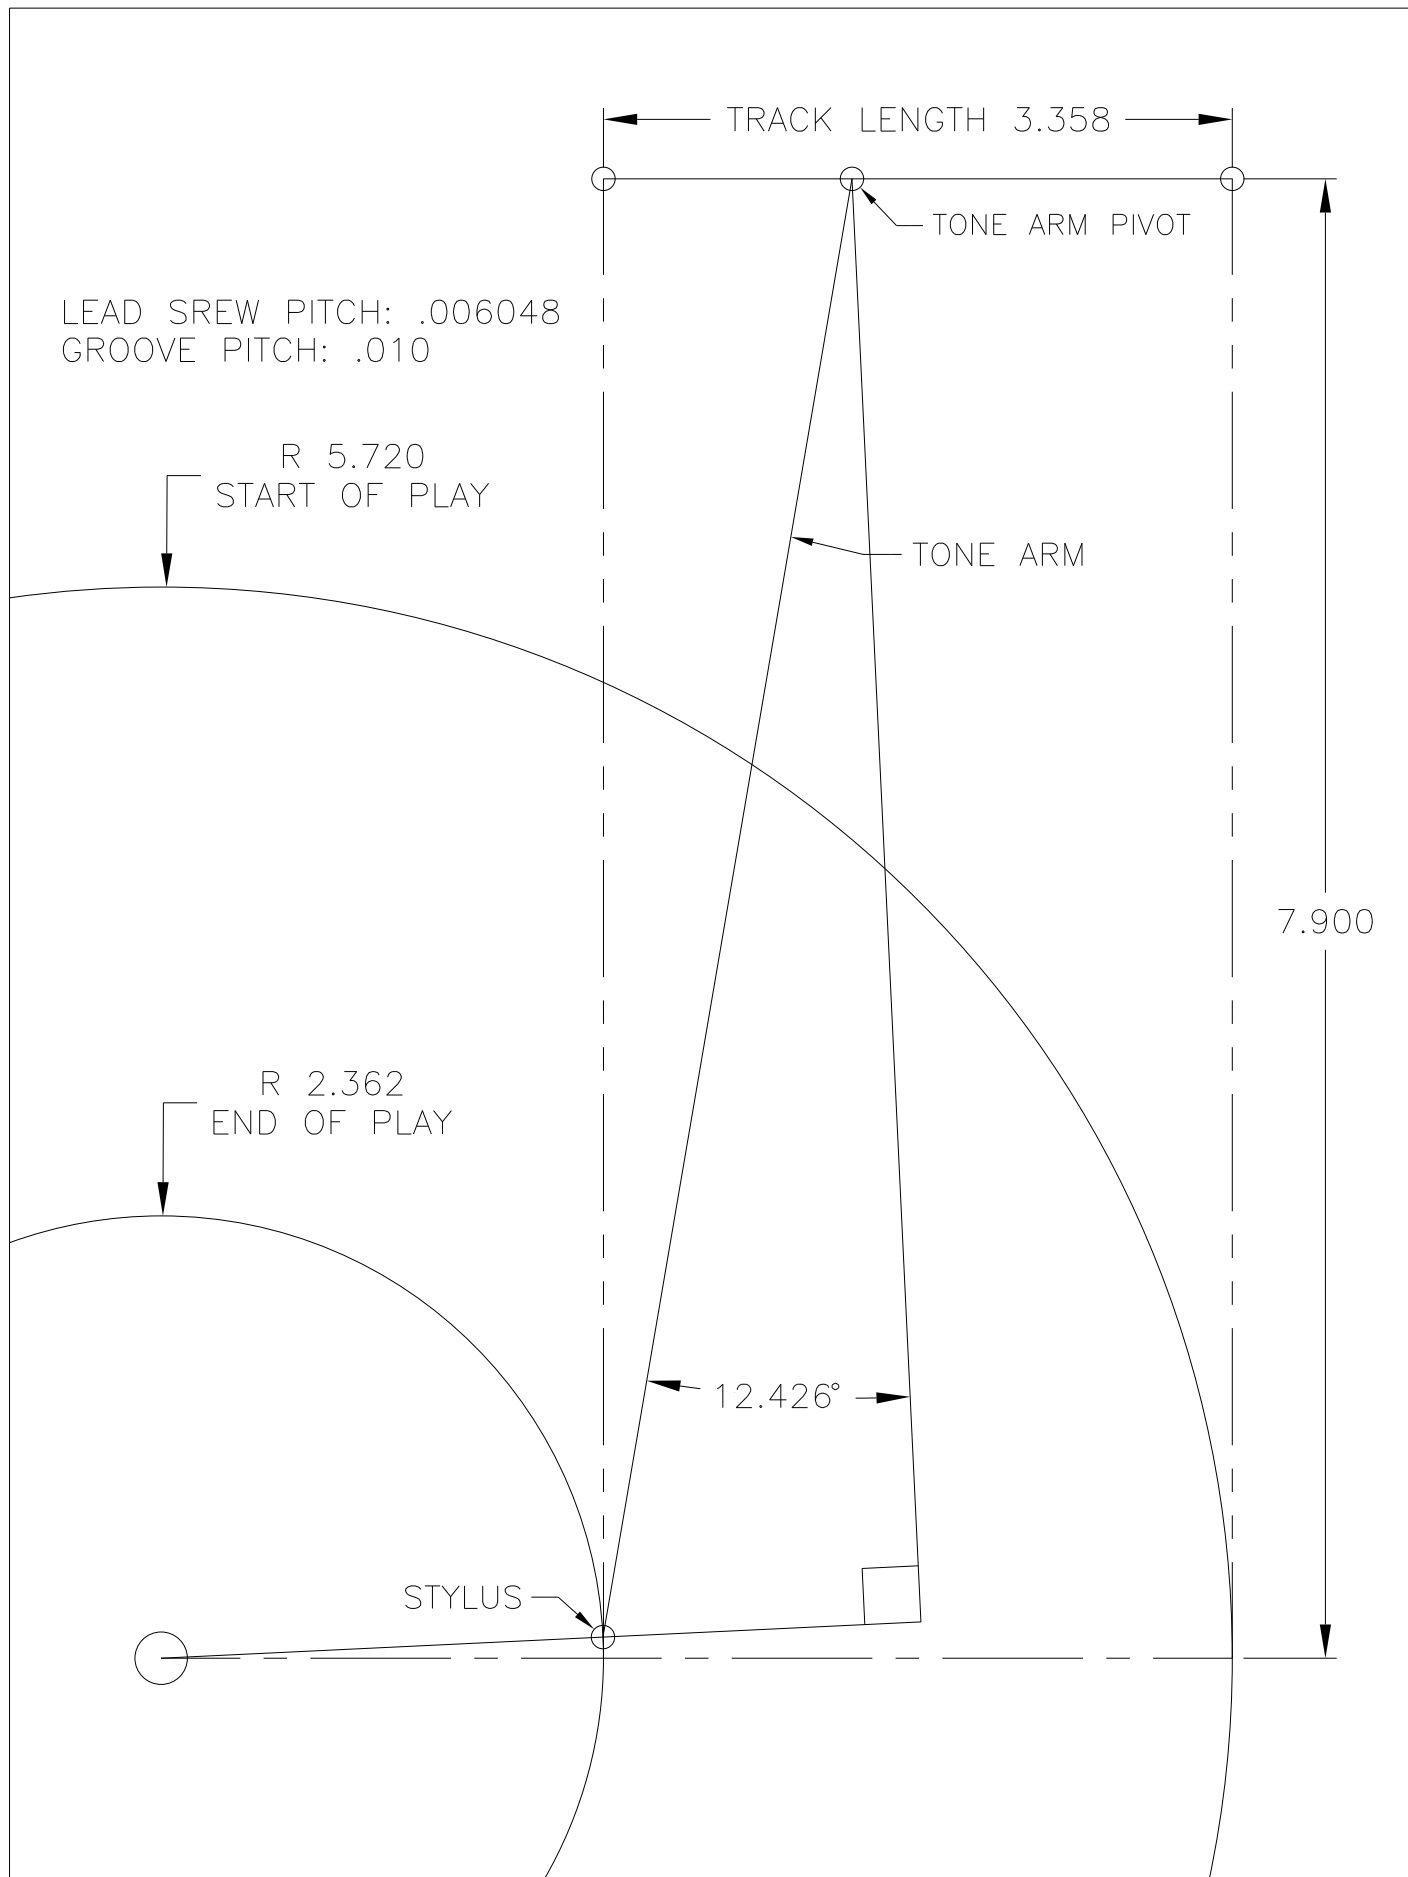 TRACK LENGTH 3.358
TONE ARM PIVOT
LEAD SREW PITCH: .006048
GROOVE PITCH: .010
R 5.720
START OF PLAY
TONE ARM
7.900
R 2.362
END OF PLAY
12.426°
STYLUS